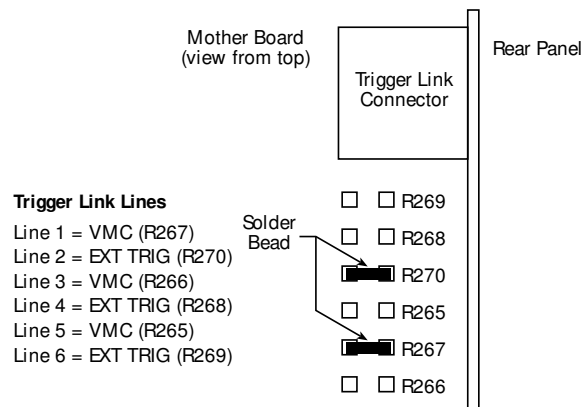 Mother Board
(view from top)
Rear Panel
Trigger Link
Connector
Trigger Link Lines
Line 1 = VMC (R267)
Line 2 = EXT TRIG (R270)
Line 3 = VMC (R266)
Line 4 = EXT TRIG (R268)
Line 5 = VMC (R265)
Line 6 = EXT TRIG (R269)
Solder
Bead
R269
R268
R270
R265
R267
R266